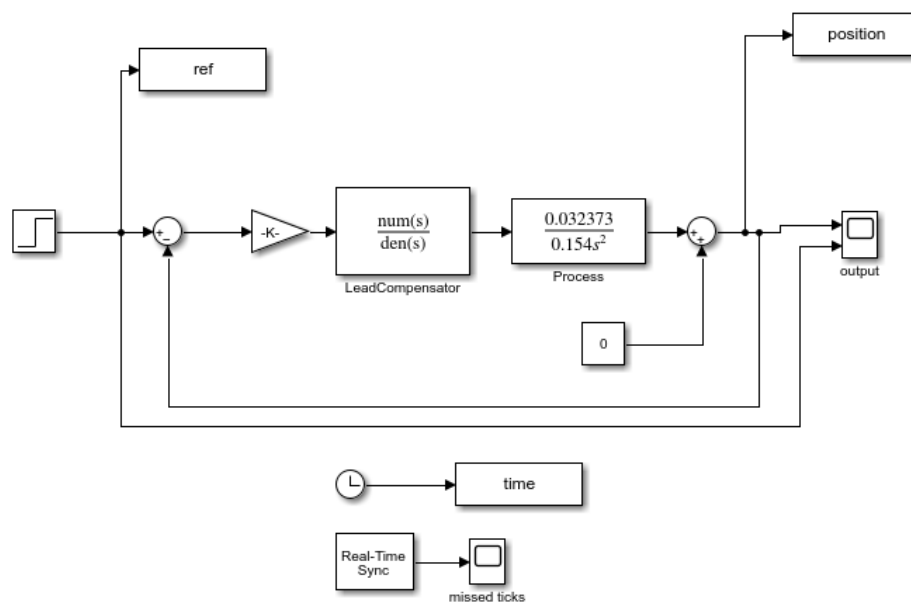 position
ref
+
−
-K-
num(s)
den(s)
LeadCompensator
0.032373
0.154s²
Process
+
+
output
0
time
Real-Time
Sync
missed ticks